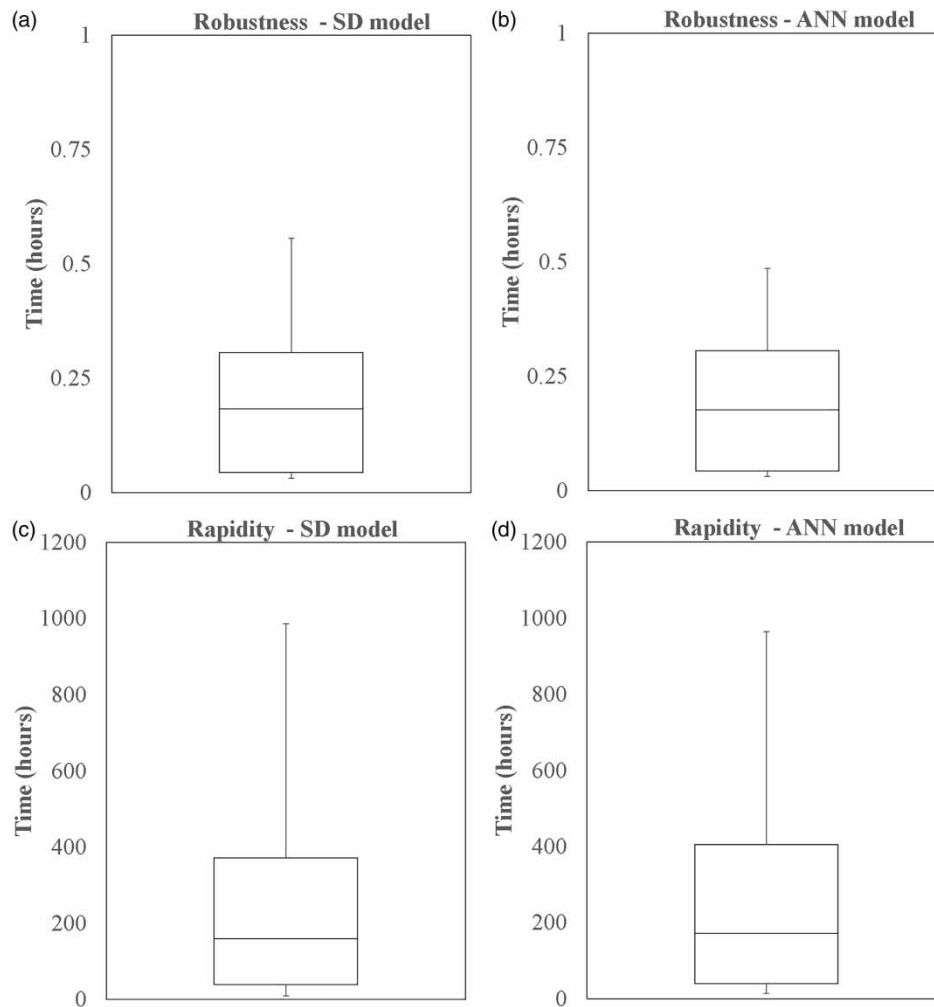 (a)
Robustness - SD model
1
0.75
0.5
0.25
0
Time (hours)
(b)
Robustness - ANN model
1
0.75
0.5
0.25
0
Time (hours)
(c)
Rapidity - SD model
1200
1000
800
600
400
200
0
Time (hours)
(d)
Rapidity - ANN model
1200
1000
800
600
400
200
0
Time (hours)